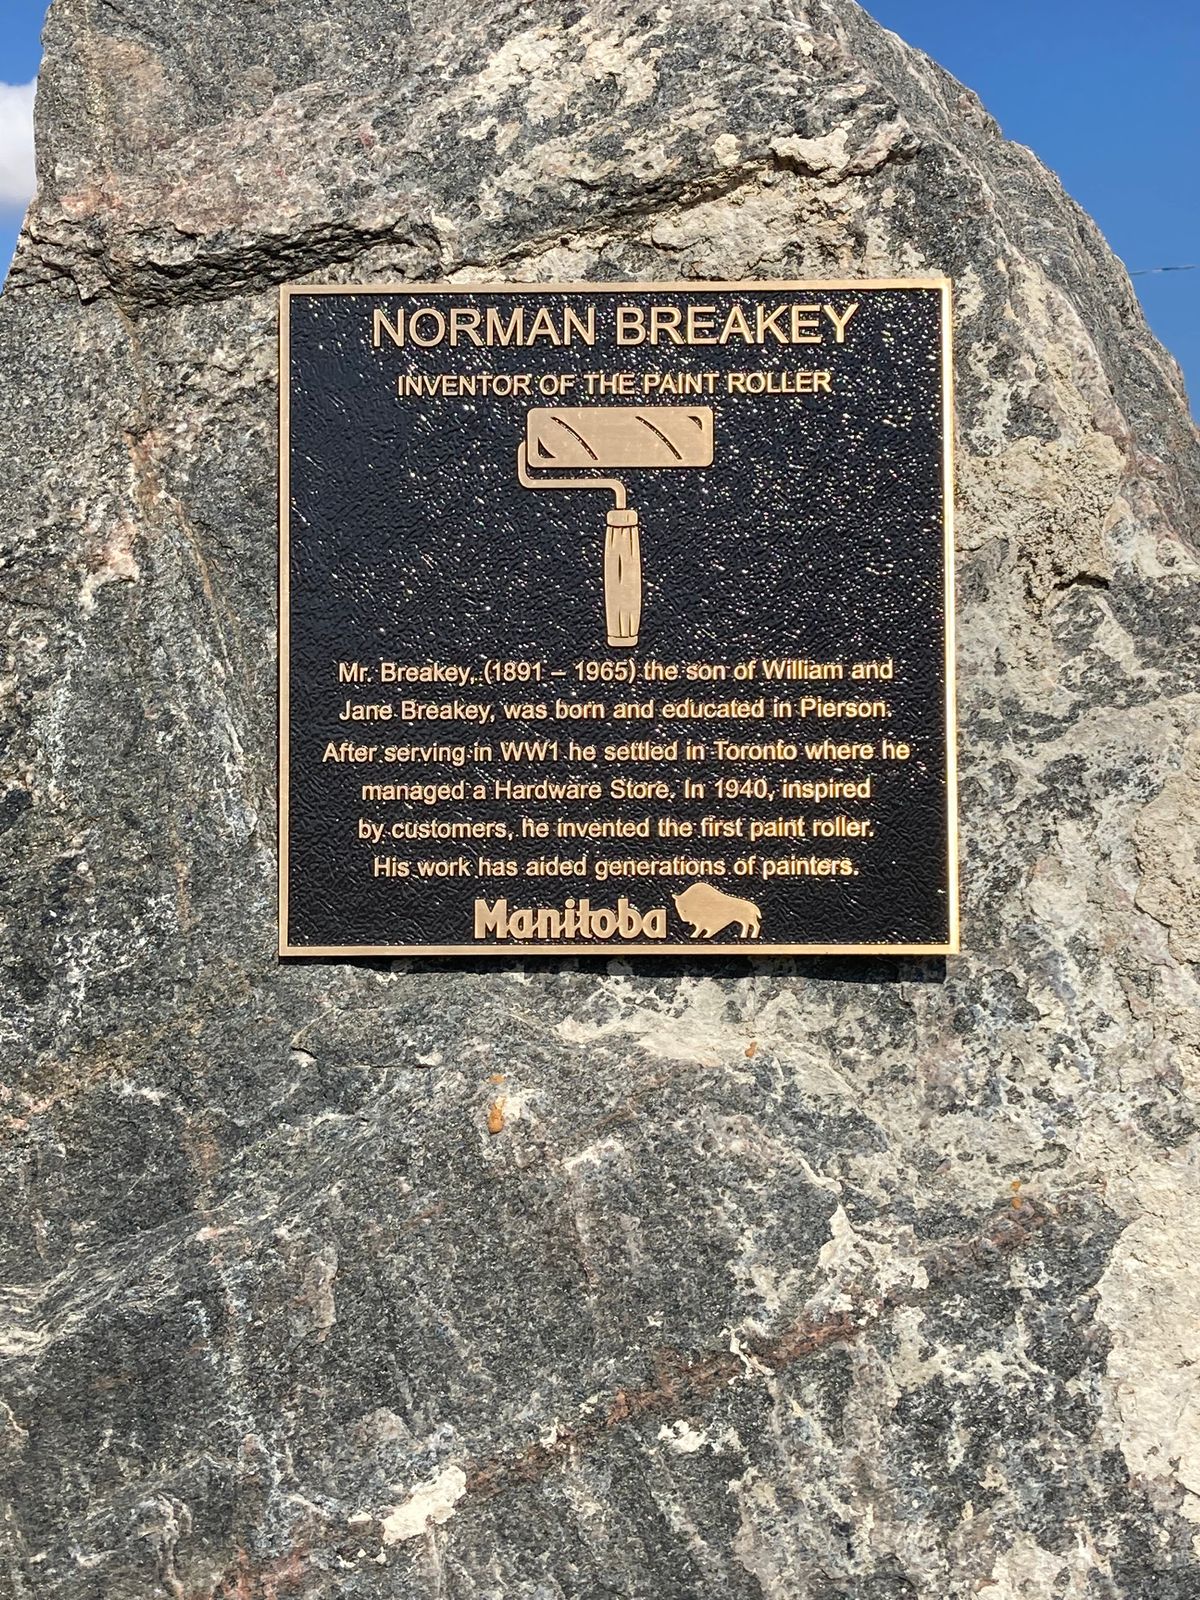 NORMAN BREAKEY
INVENTOR OF THE PAINT ROLLER
Mr. Breakey, (1891 – 1965) the son of William and
Jane Breakey, was born and educated in Pierson.
After serving in WW1 he settled in Toronto where he
managed a Hardware Store. In 1940, inspired
by customers, he invented the first paint roller.
His work has aided generations of painters.
Manitoba